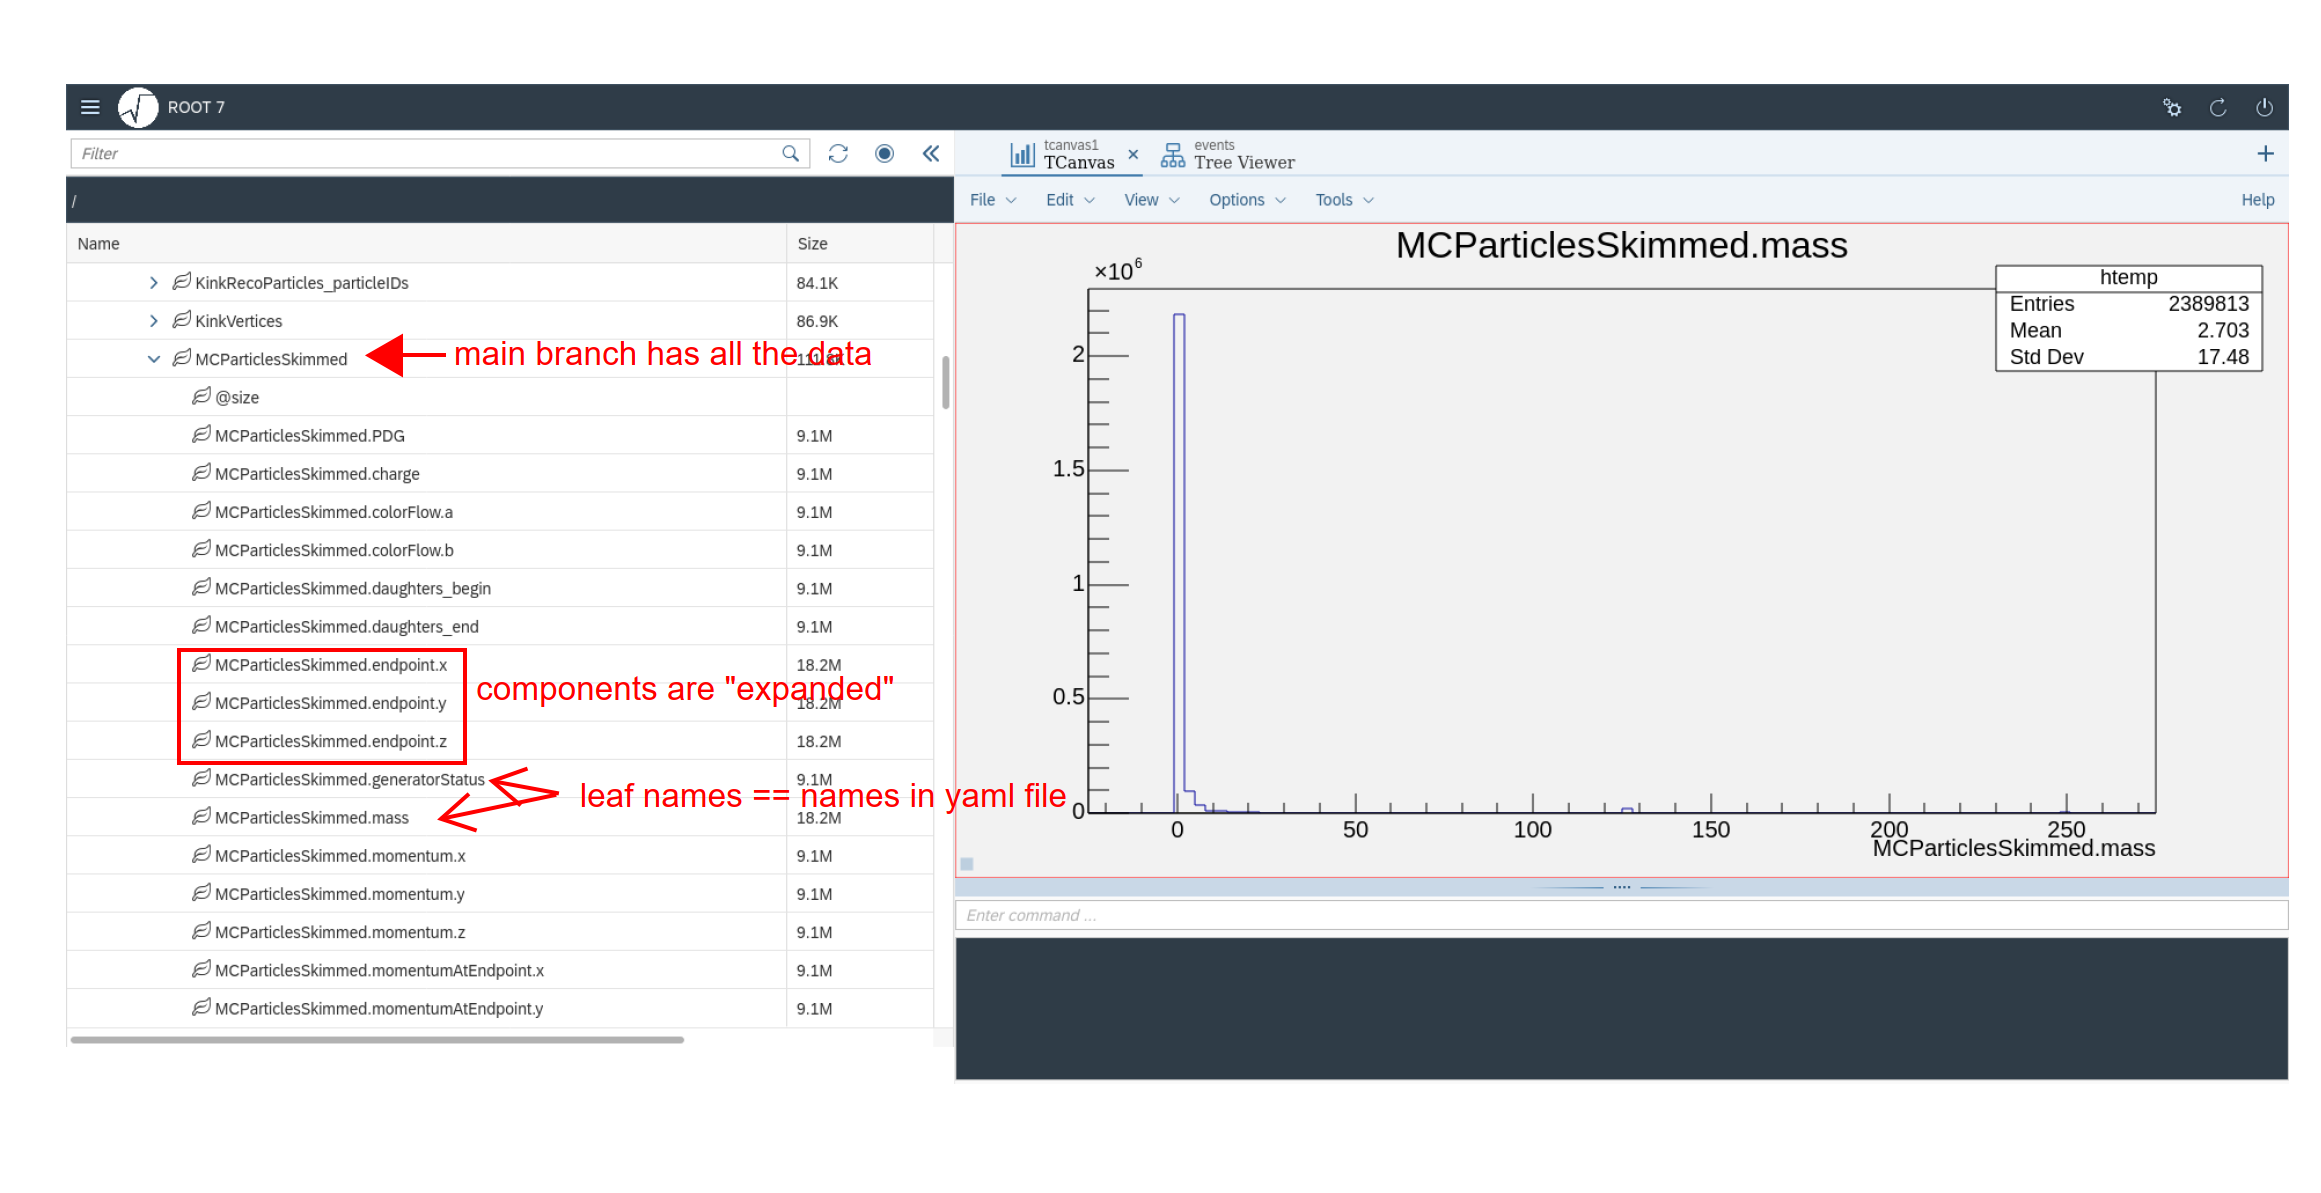 ROOT 7
Filter
/
Name Size
KinkRecoParticles_particleIDs 84.1K
KinkVertices 86.9K
MCParticlesSkimmed
main branch has all the data
@size
MCParticlesSkimmed.PDG 9.1M
MCParticlesSkimmed.charge 9.1M
MCParticlesSkimmed.colorFlow.a 9.1M
MCParticlesSkimmed.colorFlow.b 9.1M
MCParticlesSkimmed.daughters_begin 9.1M
MCParticlesSkimmed.daughters_end 9.1M
MCParticlesSkimmed.endpoint.x 18.2M
components are "expanded"
MCParticlesSkimmed.endpoint.y 18.2M
MCParticlesSkimmed.endpoint.z 18.2M
MCParticlesSkimmed.generatorStatus 9.1M
leaf names == names in yaml file
MCParticlesSkimmed.mass 18.2M
MCParticlesSkimmed.momentum.x 9.1M
MCParticlesSkimmed.momentum.y 9.1M
MCParticlesSkimmed.momentum.z 9.1M
MCParticlesSkimmed.momentumAtEndpoint.x 9.1M
MCParticlesSkimmed.momentumAtEndpoint.y 9.1M
tcanvas1
TCanvas
events
Tree Viewer
File Edit View Options Tools Help
MCParticlesSkimmed.mass
×10⁶
htemp
Entries 2389813
Mean 2.703
Std Dev 17.48
2
1.5
1
0.5
0
0 50 100 150 200 250
MCParticlesSkimmed.mass
Enter command ...